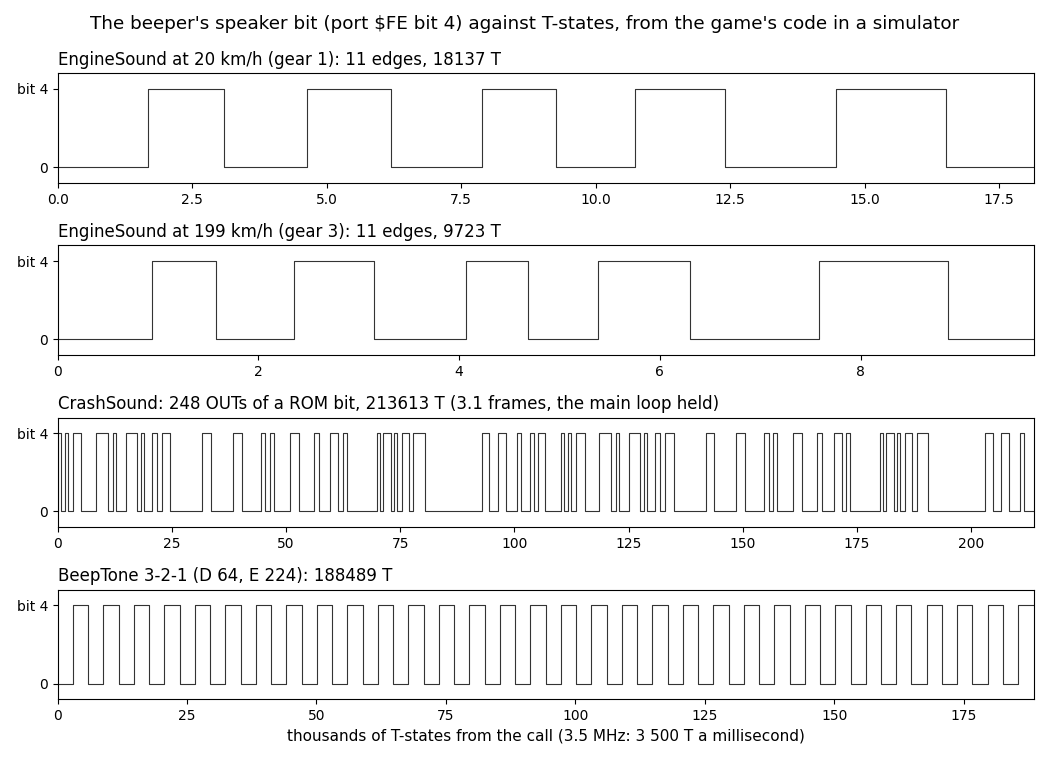 The beeper's speaker bit (port $FE bit 4) against T-states, from the game's code in a simulator
EngineSound at 20 km/h (gear 1): 11 edges, 18137 T
bit 4
0
0.0 2.5 5.0 7.5 10.0 12.5 15.0 17.5
EngineSound at 199 km/h (gear 3): 11 edges, 9723 T
bit 4
0
0 2 4 6 8
CrashSound: 248 OUTs of a ROM bit, 213613 T (3.1 frames, the main loop held)
bit 4
0
0 25 50 75 100 125 150 175 200
BeepTone 3-2-1 (D 64, E 224): 188489 T
bit 4
0
0 25 50 75 100 125 150 175
thousands of T-states from the call (3.5 MHz: 3 500 T a millisecond)